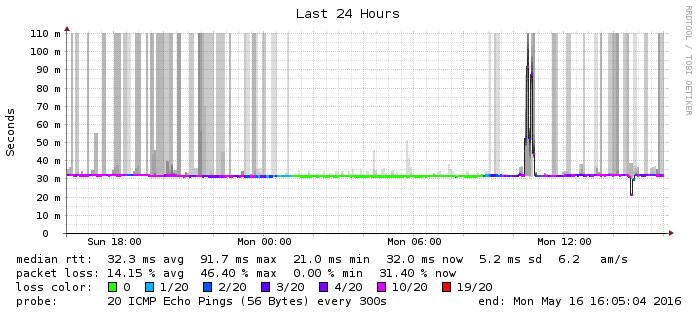 Last 24 Hours
RRDTOOL / TOBI OETIKER
Seconds
110 m
100 m
90 m
80 m
70 m
60 m
50 m
40 m
30 m
20 m
10 m
0
Sun 18:00 Mon 00:00 Mon 06:00 Mon 12:00
median rtt: 32.3 ms avg 91.7 ms max 21.0 ms min 32.0 ms now 5.2 ms sd 6.2 am/s
packet loss: 14.15 % avg 46.40 % max 0.00 % min 31.40 % now
loss color: 0 1/20 2/20 3/20 4/20 10/20 19/20
probe: 20 ICMP Echo Pings (56 Bytes) every 300s end: Mon May 16 16:05:04 2016